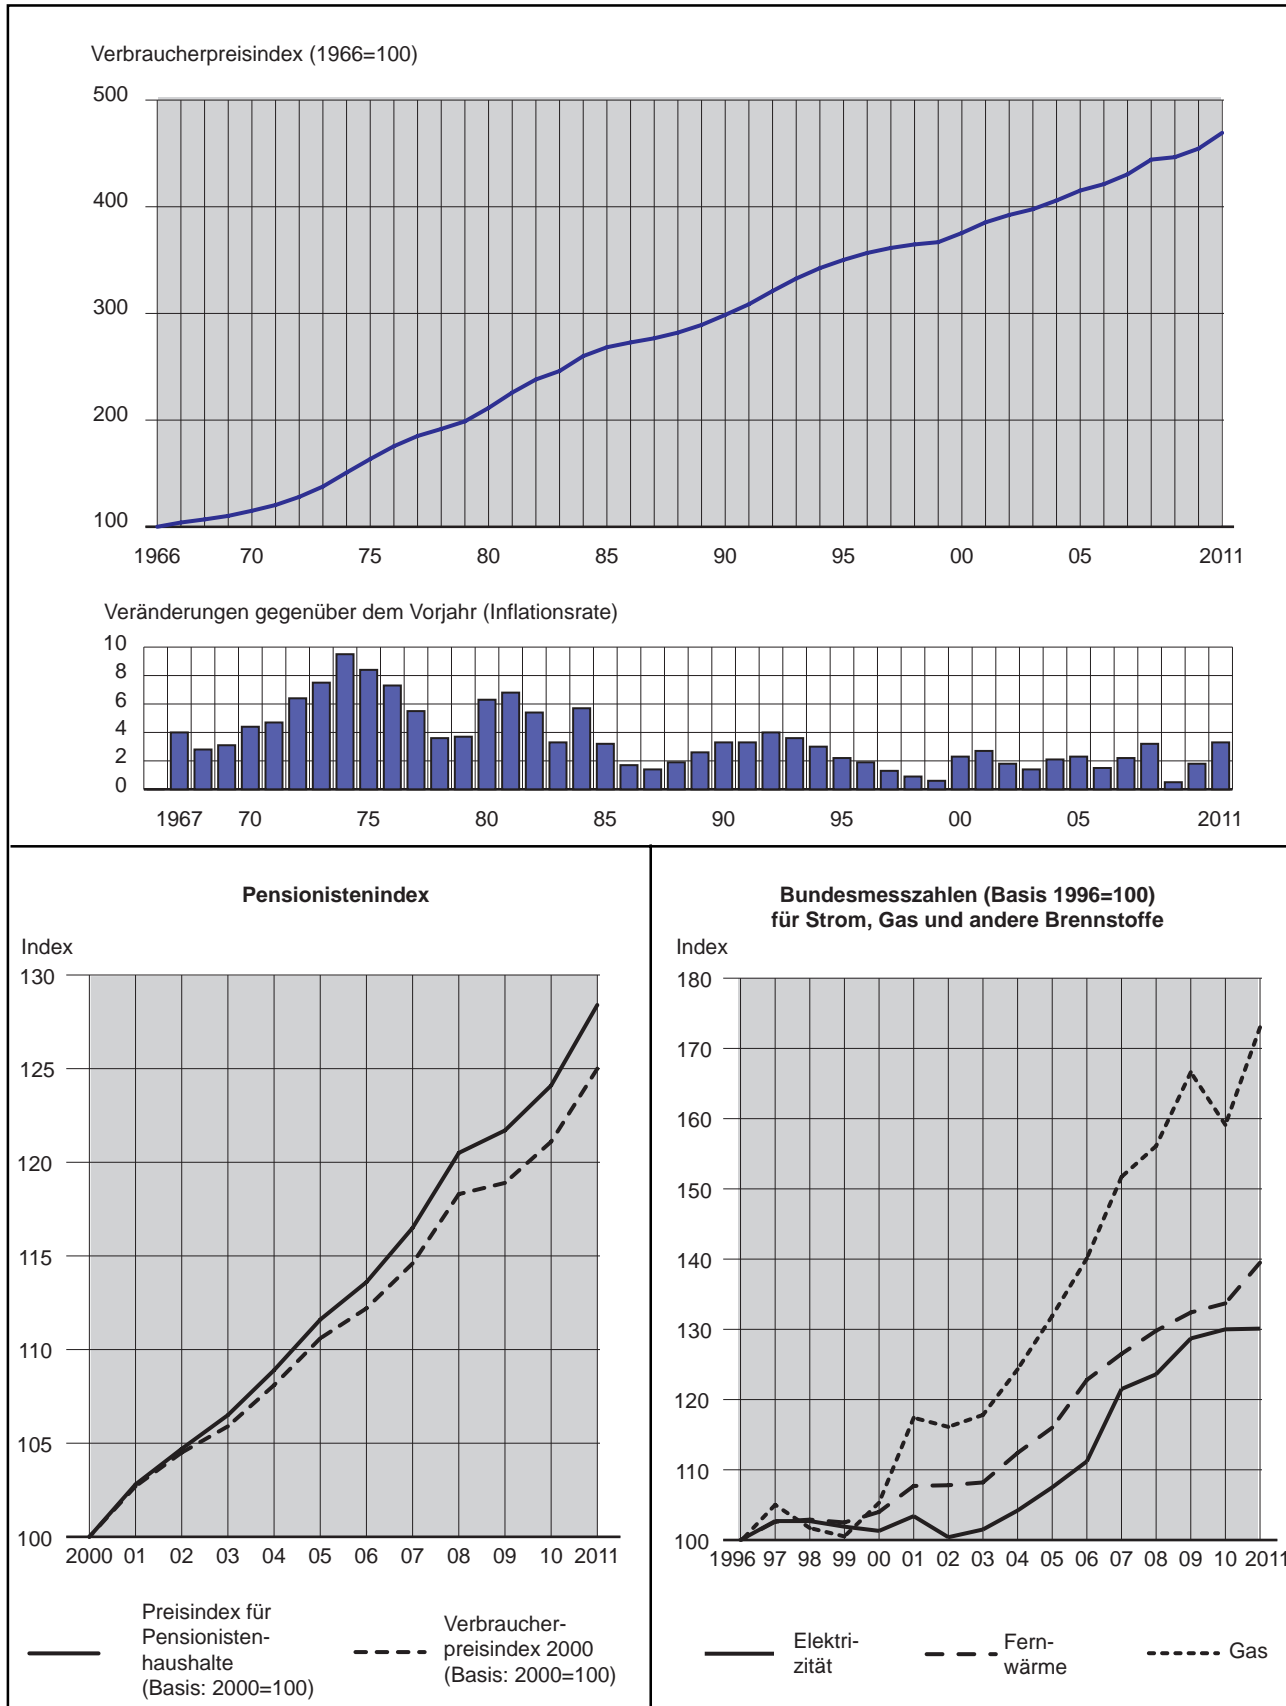 Verbraucherpreisindex (1966=100)
500
400
300
200
100
1966 70 75 80 85 90 95 00 05 2011
Veränderungen gegenüber dem Vorjahr (Inflationsrate)
10
8
6
4
2
0
1967 70 75 80 85 90 95 00 05 2011
Pensionistenindex
Index
130
125
120
115
110
105
100
2000 01 02 03 04 05 06 07 08 09 10 2011
Preisindex für
Pensionisten-
haushalte
(Basis: 2000=100)
Verbraucher-
preisindex 2000
(Basis: 2000=100)
Bundesmesszahlen (Basis 1996=100)
für Strom, Gas und andere Brennstoffe
Index
180
170
160
150
140
130
120
110
100
1996 97 98 99 00 01 02 03 04 05 06 07 08 09 10 2011
Elektri-
zität
Fern-
wärme
Gas